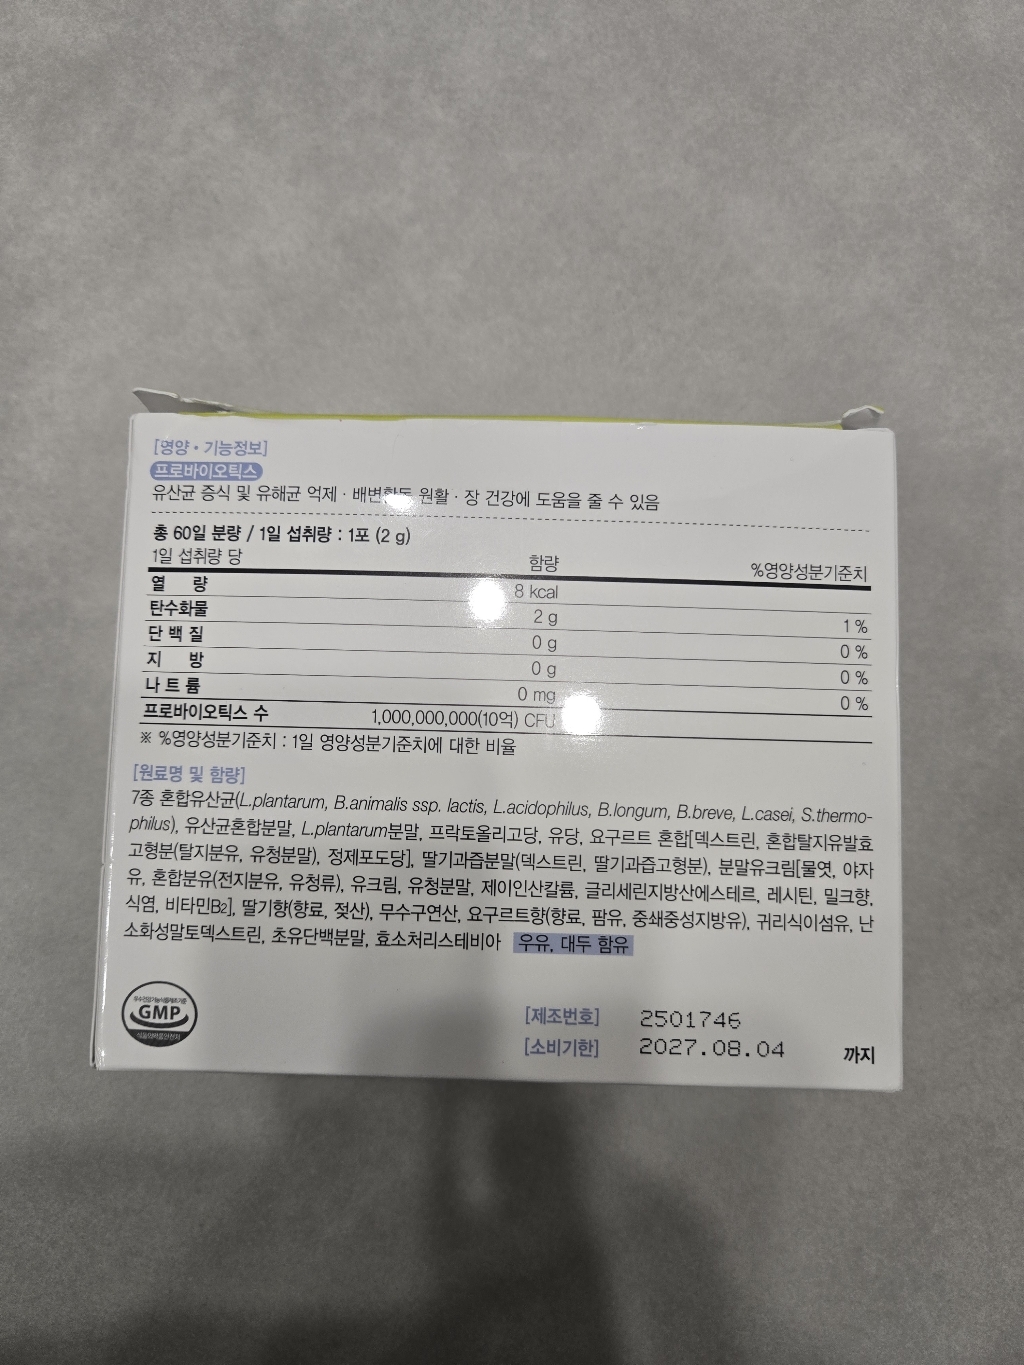 [영양・기능정보]
프로바이오틱스
유산균 증식 및 유해균 억제 · 배변활동 원활 · 장 건강에 도움을 줄 수 있음
총 60일 분량 / 1일 섭취량 : 1포 (2 g)
1일 섭취량 당 함량 %영양성분기준치
열 량 8 kcal
탄수화물 2 g 1 %
단 백 질 0 g 0 %
지 방 0 g 0 %
나 트 륨 0 mg 0 %
프로바이오틱스 수 1,000,000,000(10억) CFU
※ %영양성분기준치 : 1일 영양성분기준치에 대한 비율
[원료명 및 함량]
7종 혼합유산균(L.plantarum, B.animalis ssp. lactis, L.acidophilus, B.longum, B.breve, L.casei, S.thermo-
philus), 유산균혼합분말, L.plantarum분말, 프락토올리고당, 유당, 요구르트 혼합[덱스트린, 혼합탈지유발효
고형분(탈지분유, 유청분말), 정제포도당], 딸기과즙분말(덱스트린, 딸기과즙고형분), 분말유크림[물엿, 야자
유, 혼합분유(전지분유, 유청류), 유크림, 유청분말, 제이인산칼륨, 글리세린지방산에스테르, 레시틴, 밀크향,
식염, 비타민B2], 딸기향(향료, 젖산), 무수구연산, 요구르트향(향료, 팜유, 중쇄중성지방유), 귀리식이섬유, 난
소화성말토덱스트린, 초유단백분말, 효소처리스테비아 우유, 대두 함유
GMP
[제조번호] 2501746
[소비기한] 2027.08.04 까지